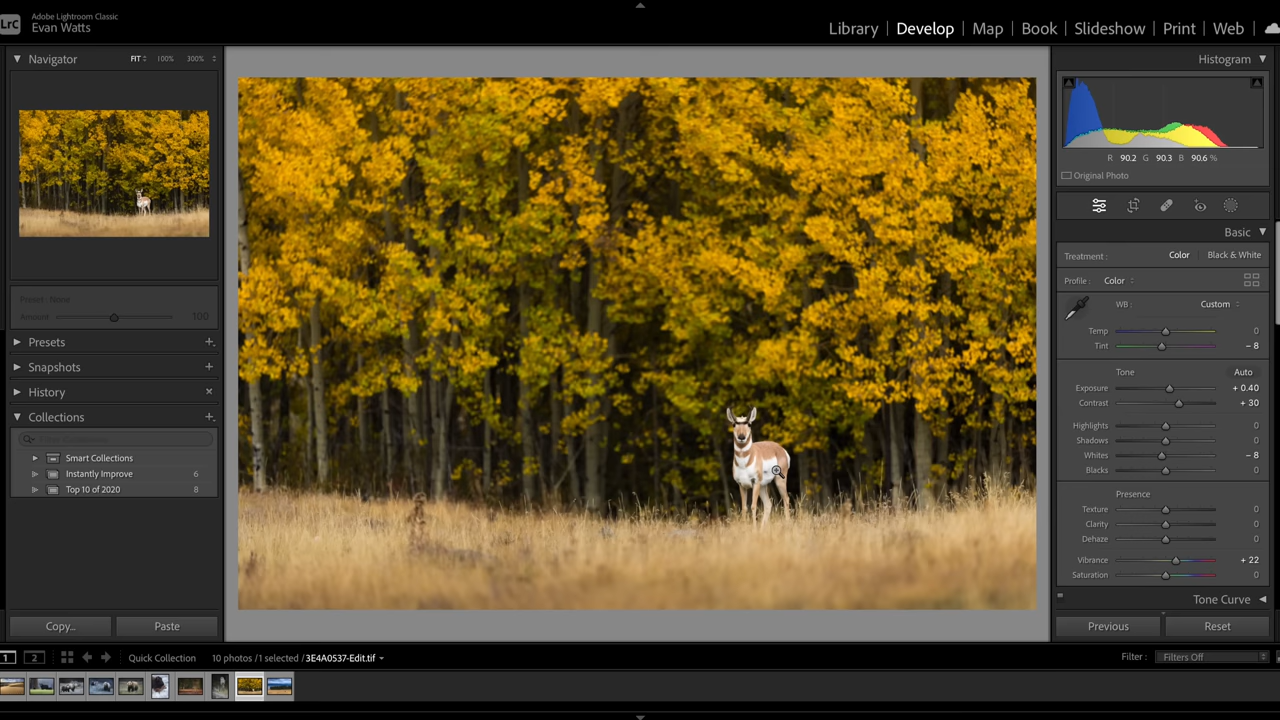 LrC
Adobe Lightroom Classic
Evan Watts
Library
Develop
Map
Book
Slideshow
Print
Web
Navigator
FIT
100%
300%
Preset : None
Amount
100
Presets
Snapshots
History
Collections
Smart Collections
Instantly Improve 6
Top 10 of 2020 8
Copy...
Paste
Histogram
R 90.2 G 90.3 B 90.6 %
Original Photo
Basic
Treatment : Color Black & White
Profile : Color
WB : Custom
Temp 0
Tint – 8
Tone Auto
Exposure + 0.40
Contrast + 30
Highlights 0
Shadows 0
Whites – 8
Blacks 0
Presence
Texture 0
Clarity 0
Dehaze 0
Vibrance + 22
Saturation 0
Tone Curve
Previous
Reset
1
2
Quick Collection
10 photos /1 selected /3E4A0537-Edit.tif
Filter :
Filters Off